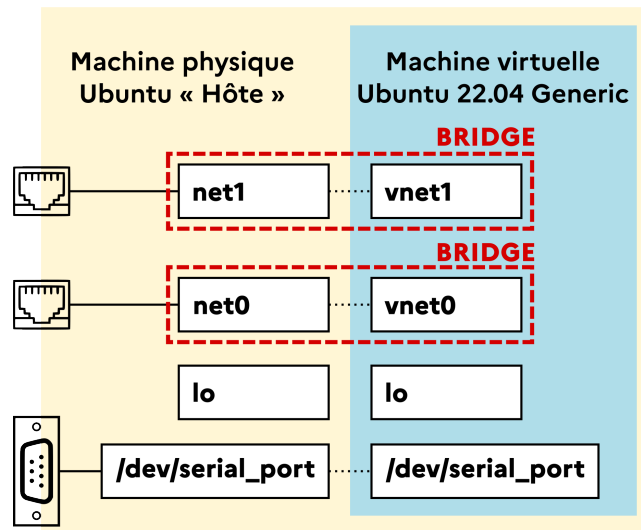 Machine physique
Ubuntu « Hôte »
Machine virtuelle
Ubuntu 22.04 Generic
BRIDGE
net1
vnet1
BRIDGE
net0
vnet0
lo
lo
/dev/serial_port
/dev/serial_port